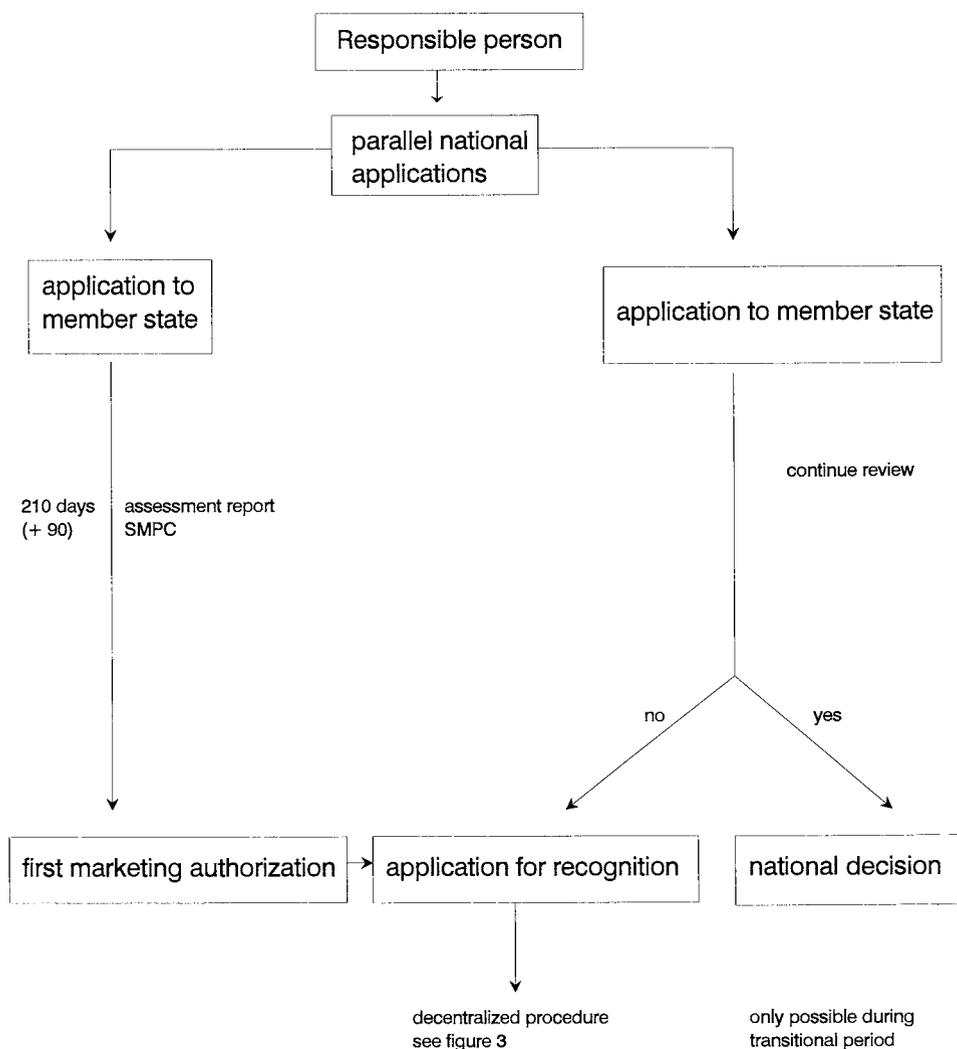 Responsible person
parallel national
applications
application to
member state
application to member state
continue review
210 days
(+ 90)
assessment report
SMPC
no
yes
first marketing authorization
application for recognition
national decision
decentralized procedure
see figure 3
only possible during
transitional period